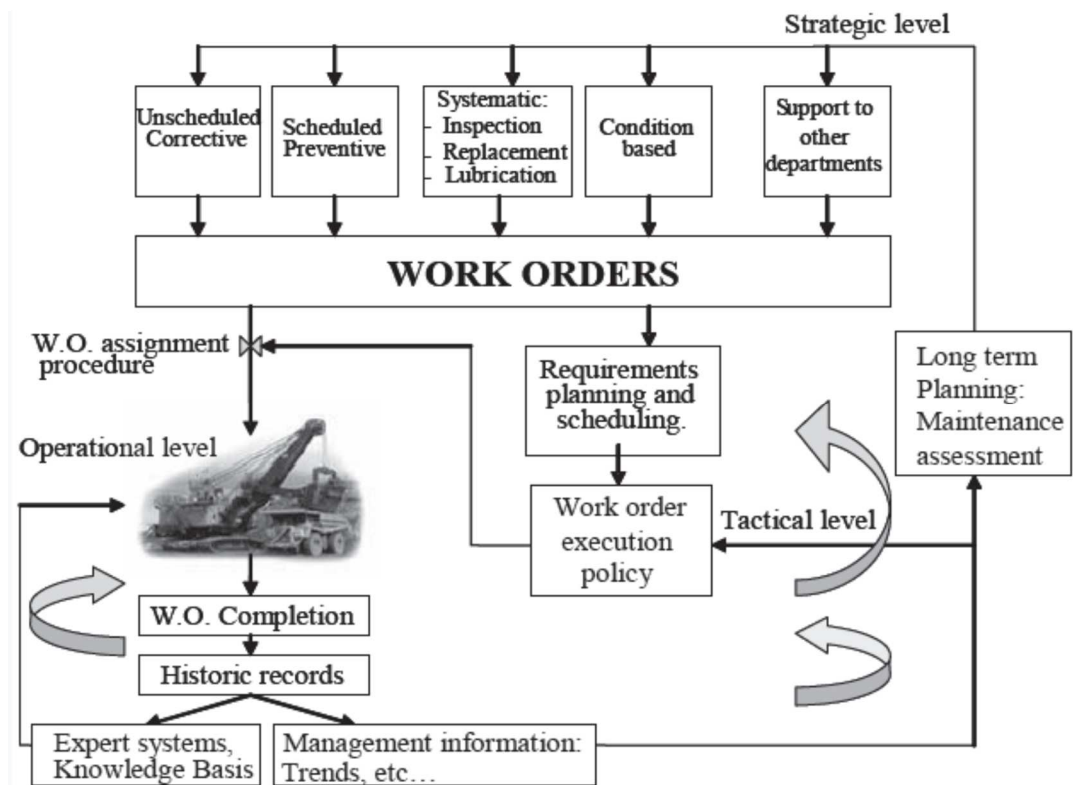 Strategic level
Unscheduled
Corrective
Scheduled
Preventive
Systematic:
- Inspection
- Replacement
- Lubrication
Condition
based
Support to
other
departments
WORK ORDERS
W.O. assignment
procedure
Requirements
planning and
scheduling.
Long term
Planning:
Maintenance
assessment
Operational level
Work order
execution
policy
Tactical level
W.O. Completion
Historic records
Expert systems,
Knowledge Basis
Management information:
Trends, etc…